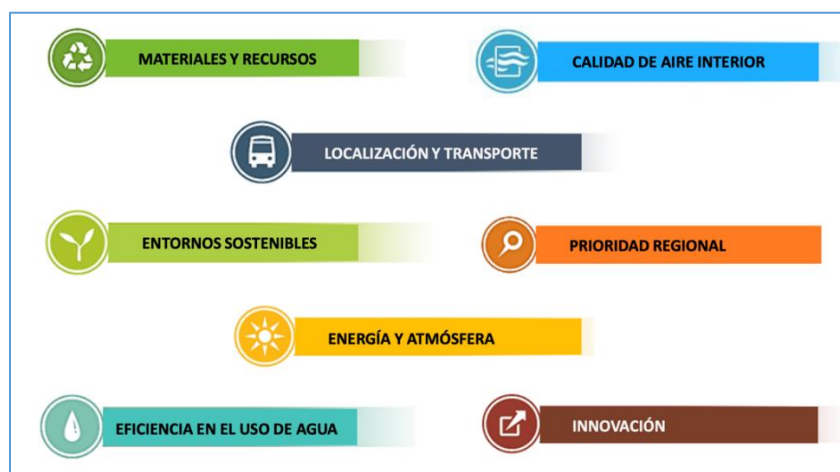 MATERIALES Y RECURSOS
CALIDAD DE AIRE INTERIOR
LOCALIZACIÓN Y TRANSPORTE
ENTORNOS SOSTENIBLES
PRIORIDAD REGIONAL
ENERGÍA Y ATMÓSFERA
EFICIENCIA EN EL USO DE AGUA
INNOVACIÓN